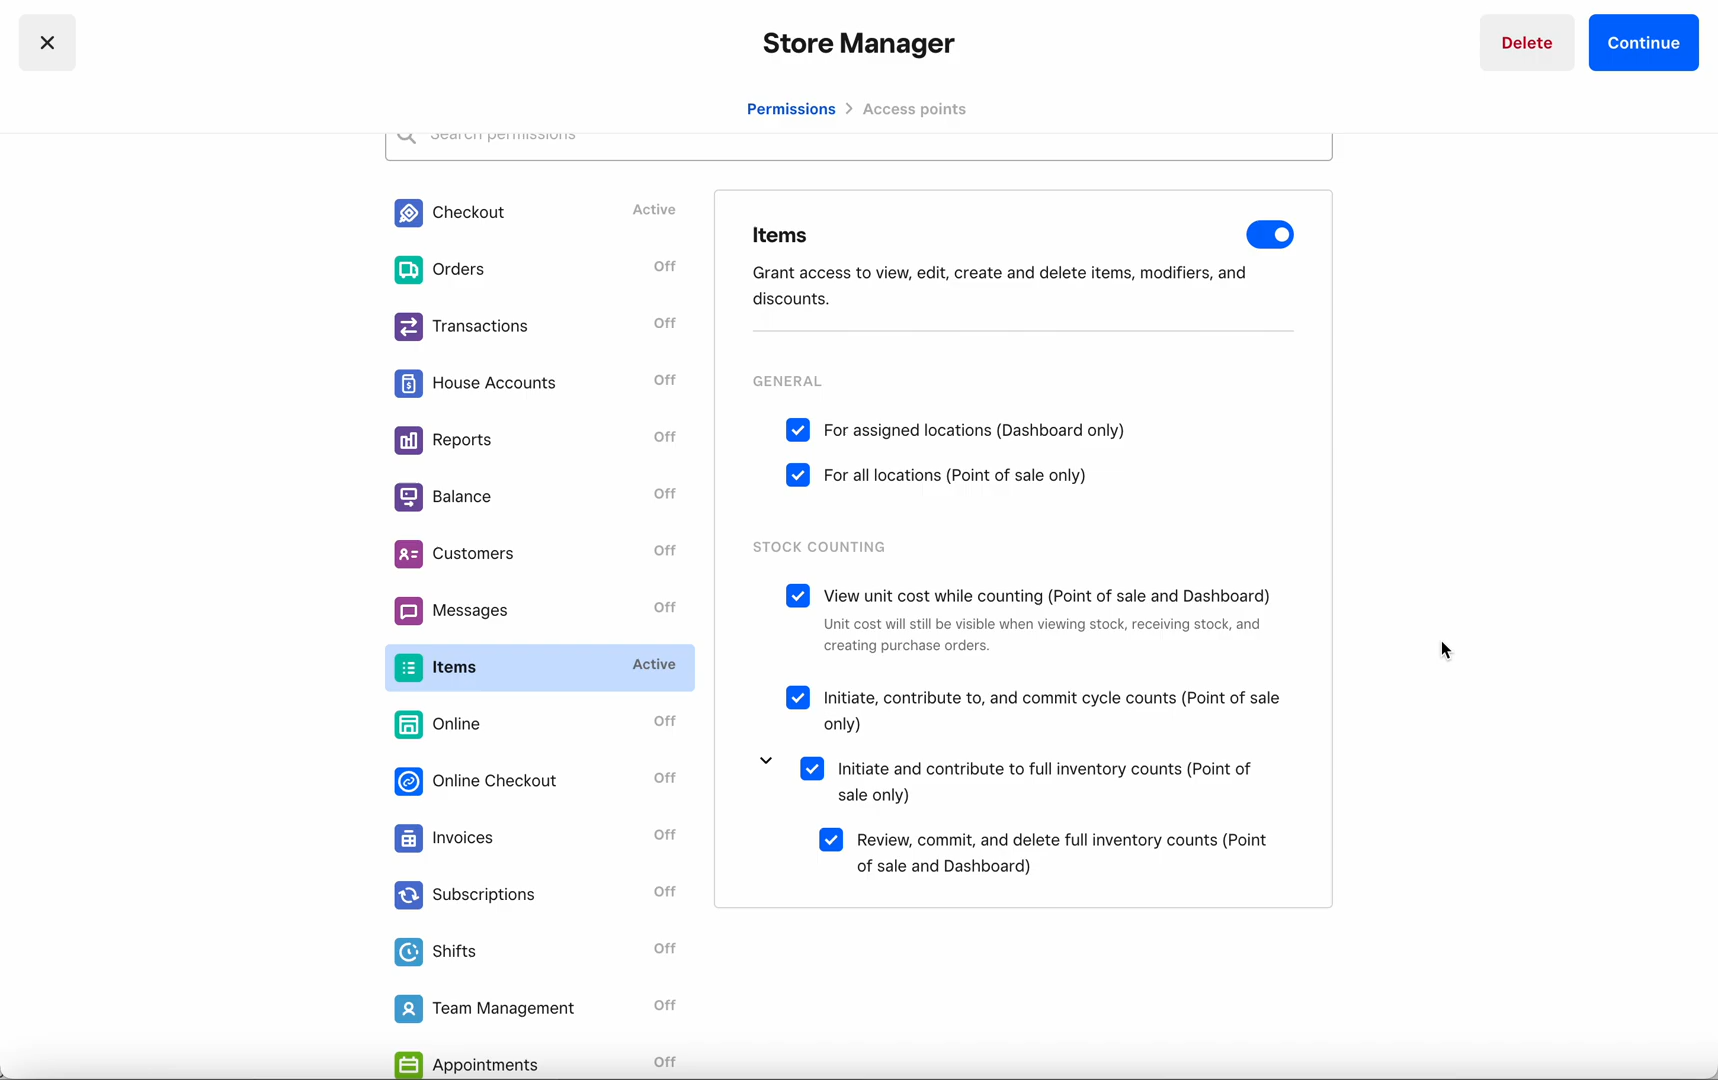 Store Manager
Delete
Continue
Permissions
Access points
Search permissions
Checkout
Active
Orders
Off
Transactions
Off
House Accounts
Off
Reports
Off
Balance
Off
Customers
Off
Messages
Off
Items
Active
Online
Off
Online Checkout
Off
Invoices
Off
Subscriptions
Off
Shifts
Off
Team Management
Off
Appointments
Off
Items
Grant access to view, edit, create and delete items, modifiers, and
discounts.
GENERAL
For assigned locations (Dashboard only)
For all locations (Point of sale only)
STOCK COUNTING
View unit cost while counting (Point of sale and Dashboard)
Unit cost will still be visible when viewing stock, receiving stock, and
creating purchase orders.
Initiate, contribute to, and commit cycle counts (Point of sale
only)
Initiate and contribute to full inventory counts (Point of
sale only)
Review, commit, and delete full inventory counts (Point
of sale and Dashboard)